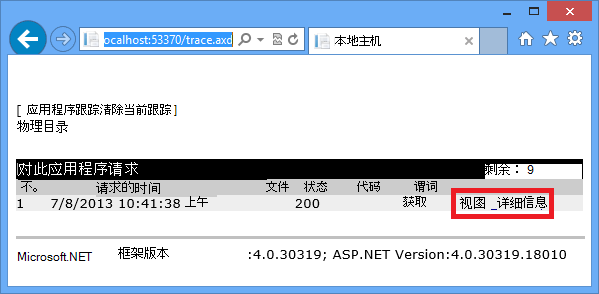 ocalhost:53370/trace.axd
本地主机
[ 应用程序跟踪清除当前跟踪]
物理目录
对此应用程序请求 剩余： 9
不。 请求的时间 文件 状态 代码 谓词
1 7/8/2013 10:41:38 上午 200 获取 视图 _详细信息
Microsoft.NET 框架版本 :4.0.30319; ASP.NET Version:4.0.30319.18010